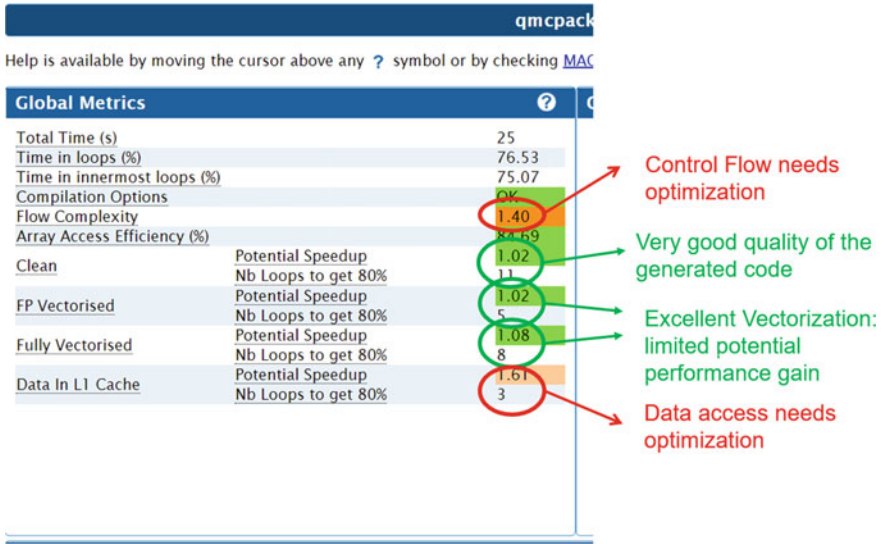 qmcpack
Help is available by moving the cursor above any ? symbol or by checking MAQ
Global Metrics ?
Total Time (s) 25
Time in loops (%) 76.53
Time in innermost loops (%) 75.07
Compilation Options OK
Flow Complexity 1.40
Array Access Efficiency (%) 84.69
Clean Potential Speedup 1.02
Nb Loops to get 80% 11
FP Vectorised Potential Speedup 1.02
Nb Loops to get 80% 5
Fully Vectorised Potential Speedup 1.08
Nb Loops to get 80% 8
Data In L1 Cache Potential Speedup 1.61
Nb Loops to get 80% 3
Control Flow needs
optimization
Very good quality of the
generated code
Excellent Vectorization:
limited potential
performance gain
Data access needs
optimization